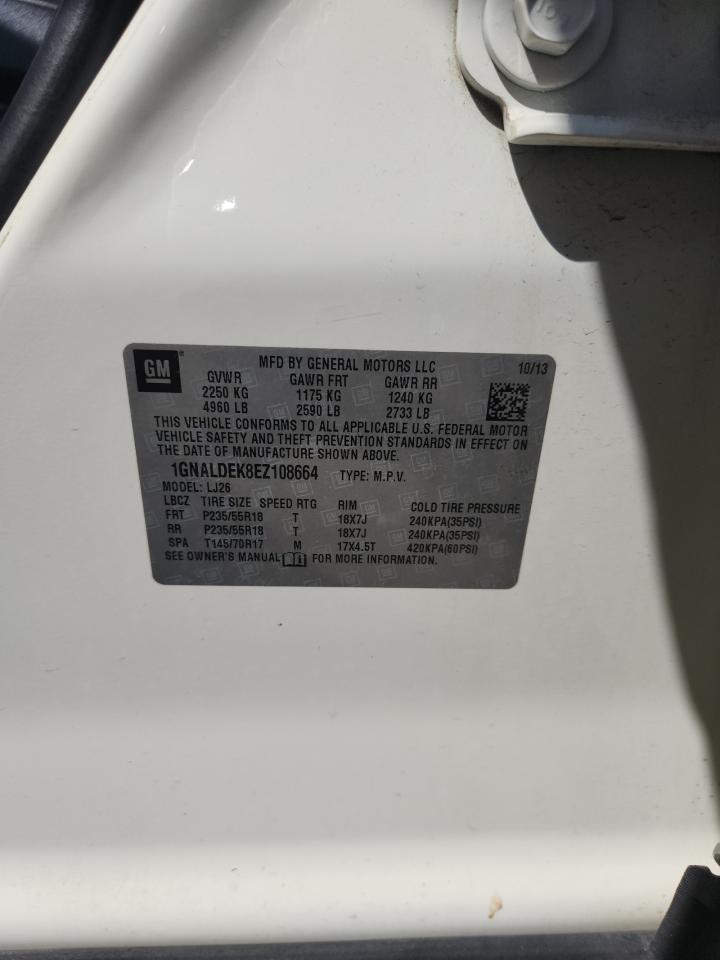 GM
MFD BY GENERAL MOTORS LLC 10/13
GVWR GAWR FRT GAWR RR
2250 KG 1175 KG 1240 KG
4960 LB 2590 LB 2733 LB
THIS VEHICLE CONFORMS TO ALL APPLICABLE U.S. FEDERAL MOTOR
VEHICLE SAFETY AND THEFT PREVENTION STANDARDS IN EFFECT ON
THE DATE OF MANUFACTURE SHOWN ABOVE.
1GNALDEK8EZ108664 TYPE: M.P.V.
MODEL: LJ26
LBCZ TIRE SIZE SPEED RTG RIM COLD TIRE PRESSURE
FRT P235/55R18 T 18X7J 240KPA(35PSI)
RR P235/55R18 T 18X7J 240KPA(35PSI)
SPA T145/70R17 M 17X4.5T 420KPA(60PSI)
SEE OWNER'S MANUAL FOR MORE INFORMATION.